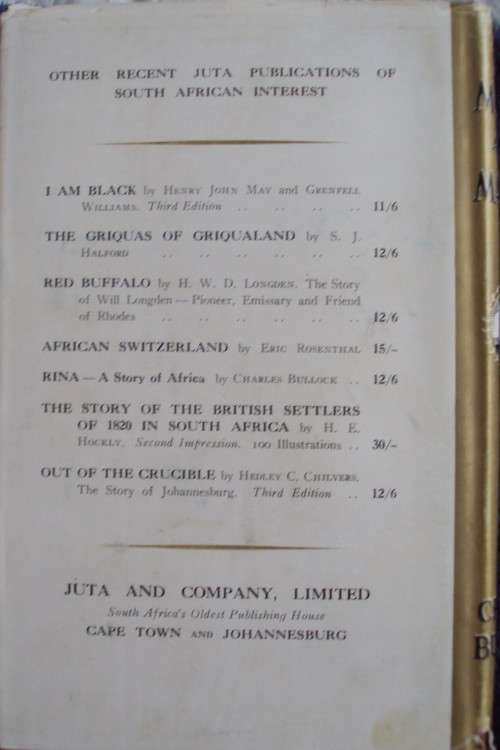 OTHER RECENT JUTA PUBLICATIONS OF
SOUTH AFRICAN INTEREST
I AM BLACK by HENRY JOHN MAY and GRENFELL
WILLIAMS. Third Edition .. .. .. .. 11/6
THE GRIQUAS OF GRIQUALAND by S. J.
HALFORD .. .. .. .. .. .. 12/6
RED BUFFALO by H. W. D. LONGDEN. The Story
of Will Longden — Pioneer, Emissary and Friend
of Rhodes .. .. .. .. .. .. 12/6
AFRICAN SWITZERLAND by ERIC ROSENTHAL 15/-
RINA — A Story of Africa by CHARLES BULLOCK .. 12/6
THE STORY OF THE BRITISH SETTLERS
OF 1820 IN SOUTH AFRICA by H. E.
HOCKLY. Second Impression. 100 Illustrations .. 30/-
OUT OF THE CRUCIBLE by HEDLEY C. CHILVERS.
The Story of Johannesburg. Third Edition .. 12/6
JUTA AND COMPANY, LIMITED
South Africa's Oldest Publishing House
CAPE TOWN AND JOHANNESBURG